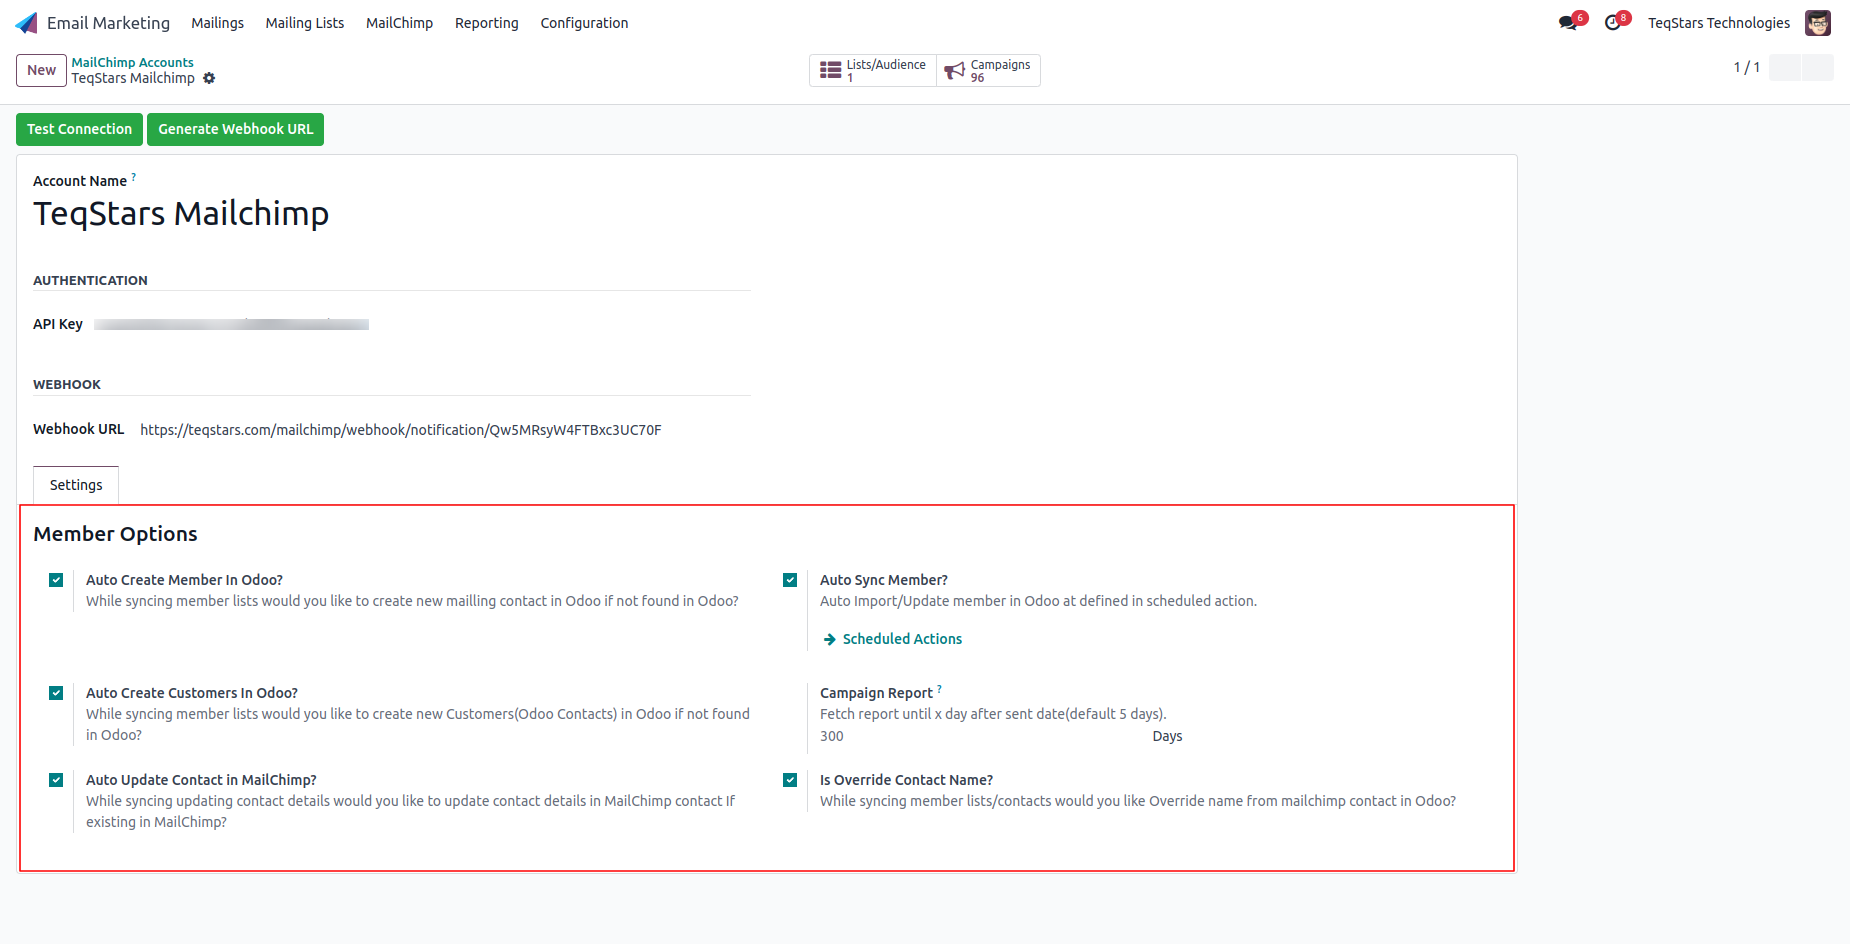 Email Marketing Mailings Mailing Lists MailChimp Reporting Configuration 6 8 TeqStars Technologies
New MailChimp Accounts
TeqStars Mailchimp
Lists/Audience
1
Campaigns
96
1 / 1
Test Connection Generate Webhook URL
Account Name ?
TeqStars Mailchimp
AUTHENTICATION
API Key
WEBHOOK
Webhook URL https://teqstars.com/mailchimp/webhook/notification/Qw5MRsyW4FTBxc3UC70F
Settings
Member Options
Auto Create Member In Odoo?
While syncing member lists would you like to create new mailling contact in Odoo if not found in Odoo?
Auto Sync Member?
Auto Import/Update member in Odoo at defined in scheduled action.
Scheduled Actions
Auto Create Customers In Odoo?
While syncing member lists would you like to create new Customers(Odoo Contacts) in Odoo if not found
in Odoo?
Campaign Report ?
Fetch report until x day after sent date(default 5 days).
300 Days
Auto Update Contact in MailChimp?
While syncing updating contact details would you like to update contact details in MailChimp contact If
existing in MailChimp?
Is Override Contact Name?
While syncing member lists/contacts would you like Override name from mailchimp contact in Odoo?